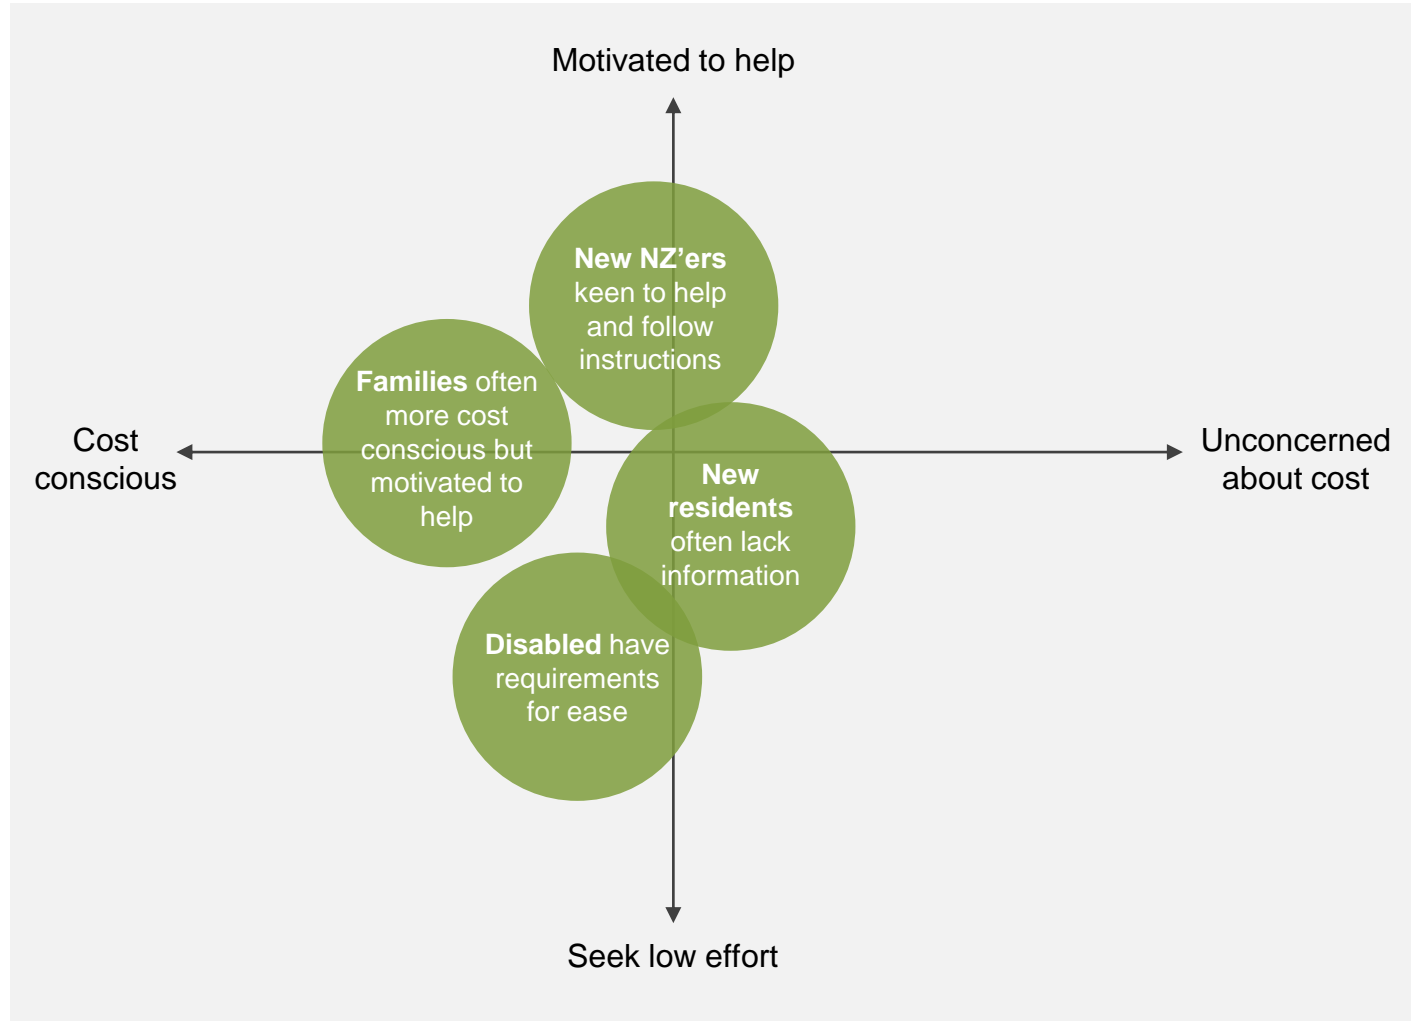 Motivated to help
New NZ’ers
keen to help
and follow
instructions
Families often
more cost
conscious but
motivated to
help
Cost
conscious
Unconcerned
about cost
New
residents
often lack
information
Disabled have
requirements
for ease
Seek low effort